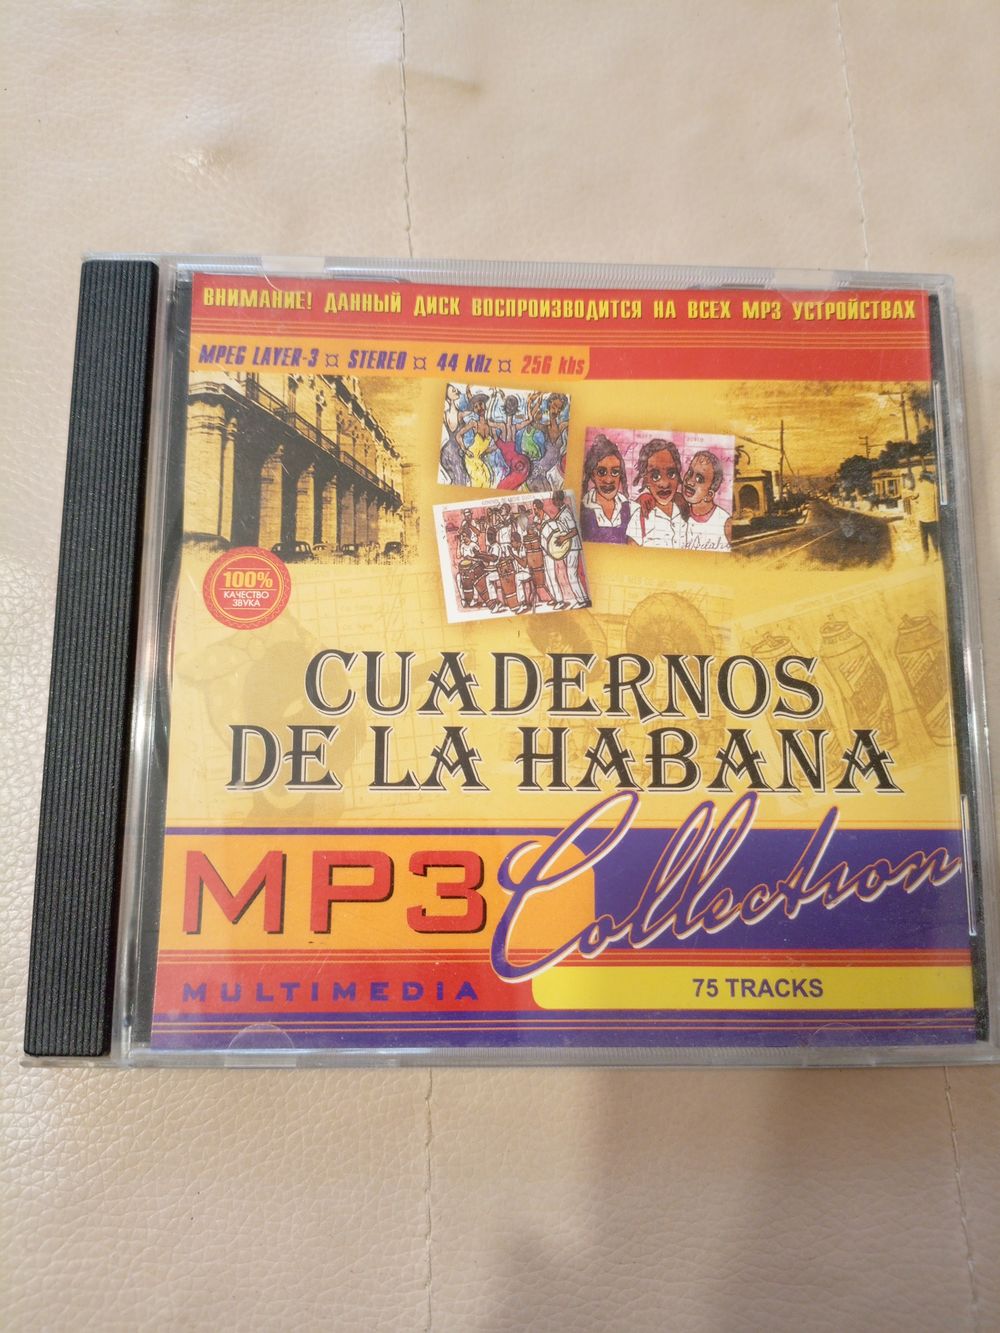 ВНИМАНИЕ! ДАННЫЙ ДИСК ВОСПРОИЗВОДИТСЯ НА ВСЕХ MP3 УСТРОЙСТВАХ
MPEG LAYER-3 ¤ STEREO ¤ 44 kHz ¤ 256 kbs
100%
КАЧЕСТВО
ЗВУКА
CUADERNOS
DE LA HABANA
MP3 Collection
MULTIMEDIA
75 TRACKS